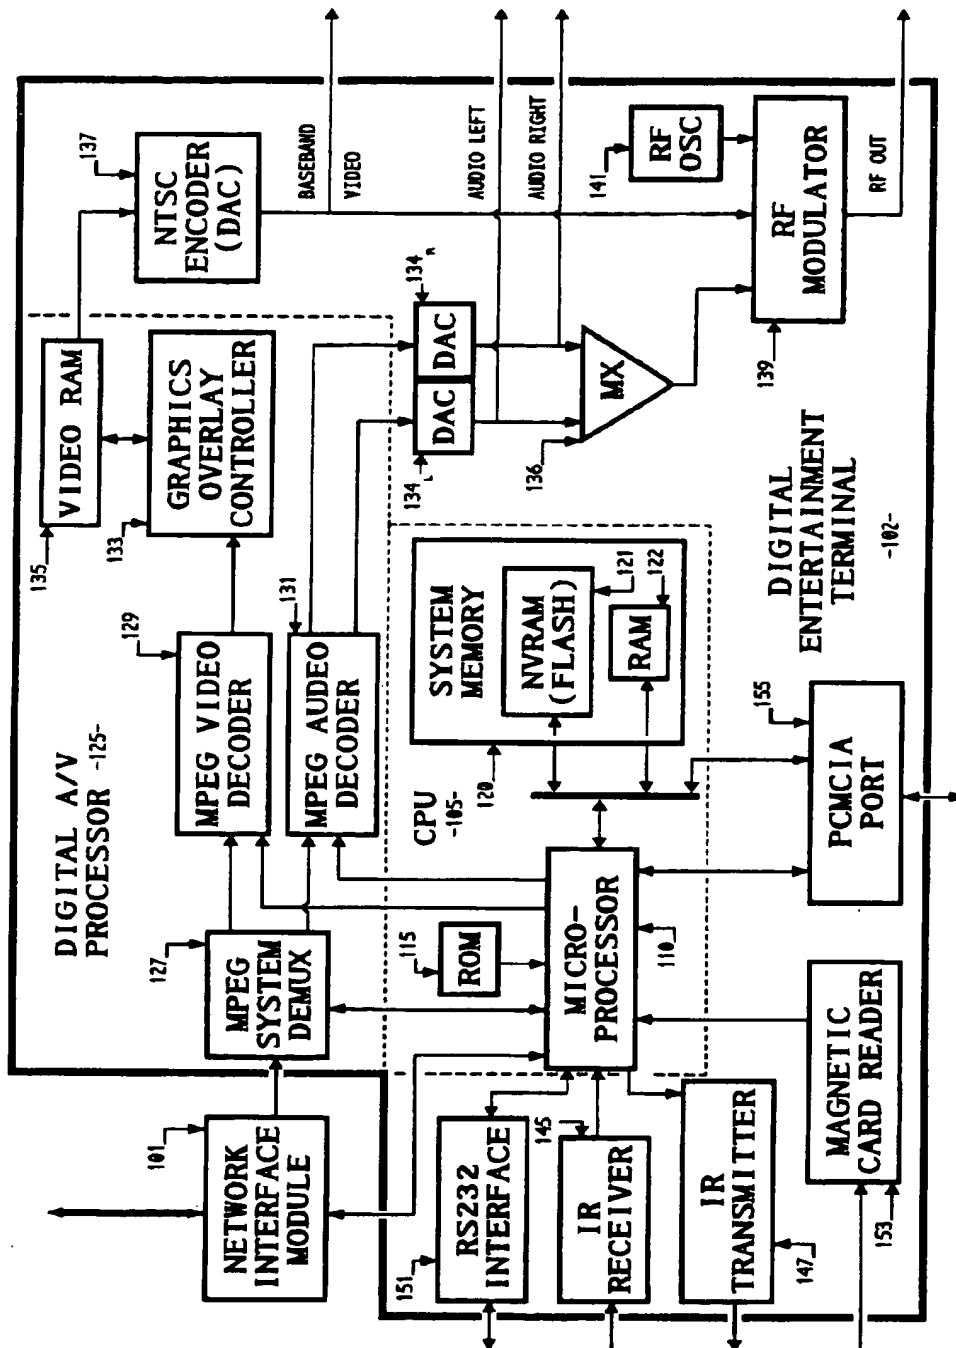 NETWORK
INTERFACE
MODULE
101
DIGITAL A/V
PROCESSOR -125-
MPEG
SYSTEM
DEMUX
127
MPEG VIDEO
DECODER
129
MPEG AUDEO
DECODER
131
VIDEO RAM
135
GRAPHICS
OVERLAY
CONTROLLER
133
NTSC
ENCODER
(DAC)
137
BASEBAND
VIDEO
AUDIO LEFT
AUDIO RIGHT
DAC
134L
DAC
134R
MX
136
RF
OSC
141
RF
MODULATOR
139
RF OUT
CPU
-105-
ROM
115
MICRO-
PROCESSOR
110
SYSTEM
MEMORY
120
NVRAM
(FLASH)
121
RAM
122
RS232
INTERFACE
151
IR
RECEIVER
145
IR
TRANSMITTER
147
MAGNETIC
CARD READER
153
PCMCIA
PORT
155
DIGITAL
ENTERTAINMENT
TERMINAL
-102-